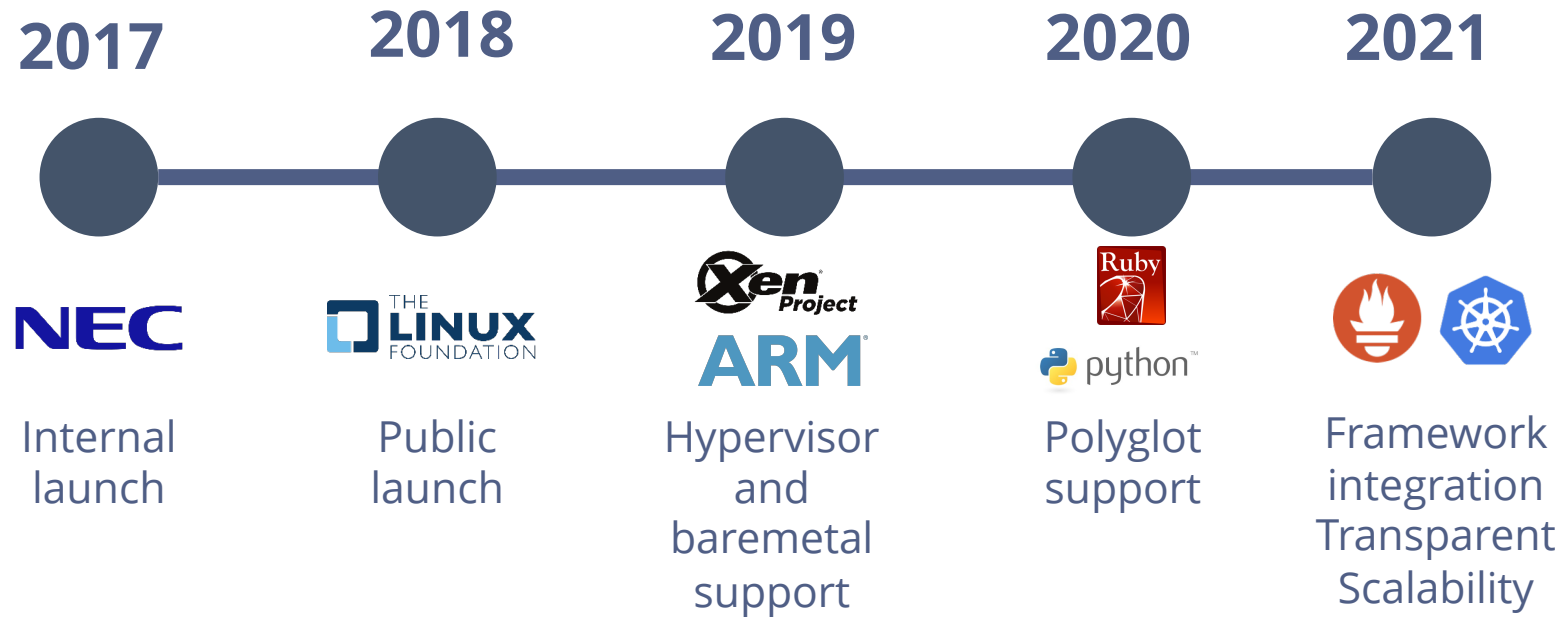 2017
2018
2019
2020
2021
NEC
THE
LINUX
FOUNDATION
Xen
Project
ARM®
Ruby
python™
Internal
launch
Public
launch
Hypervisor
and
baremetal
support
Polyglot
support
Framework
integration
Transparent
Scalability